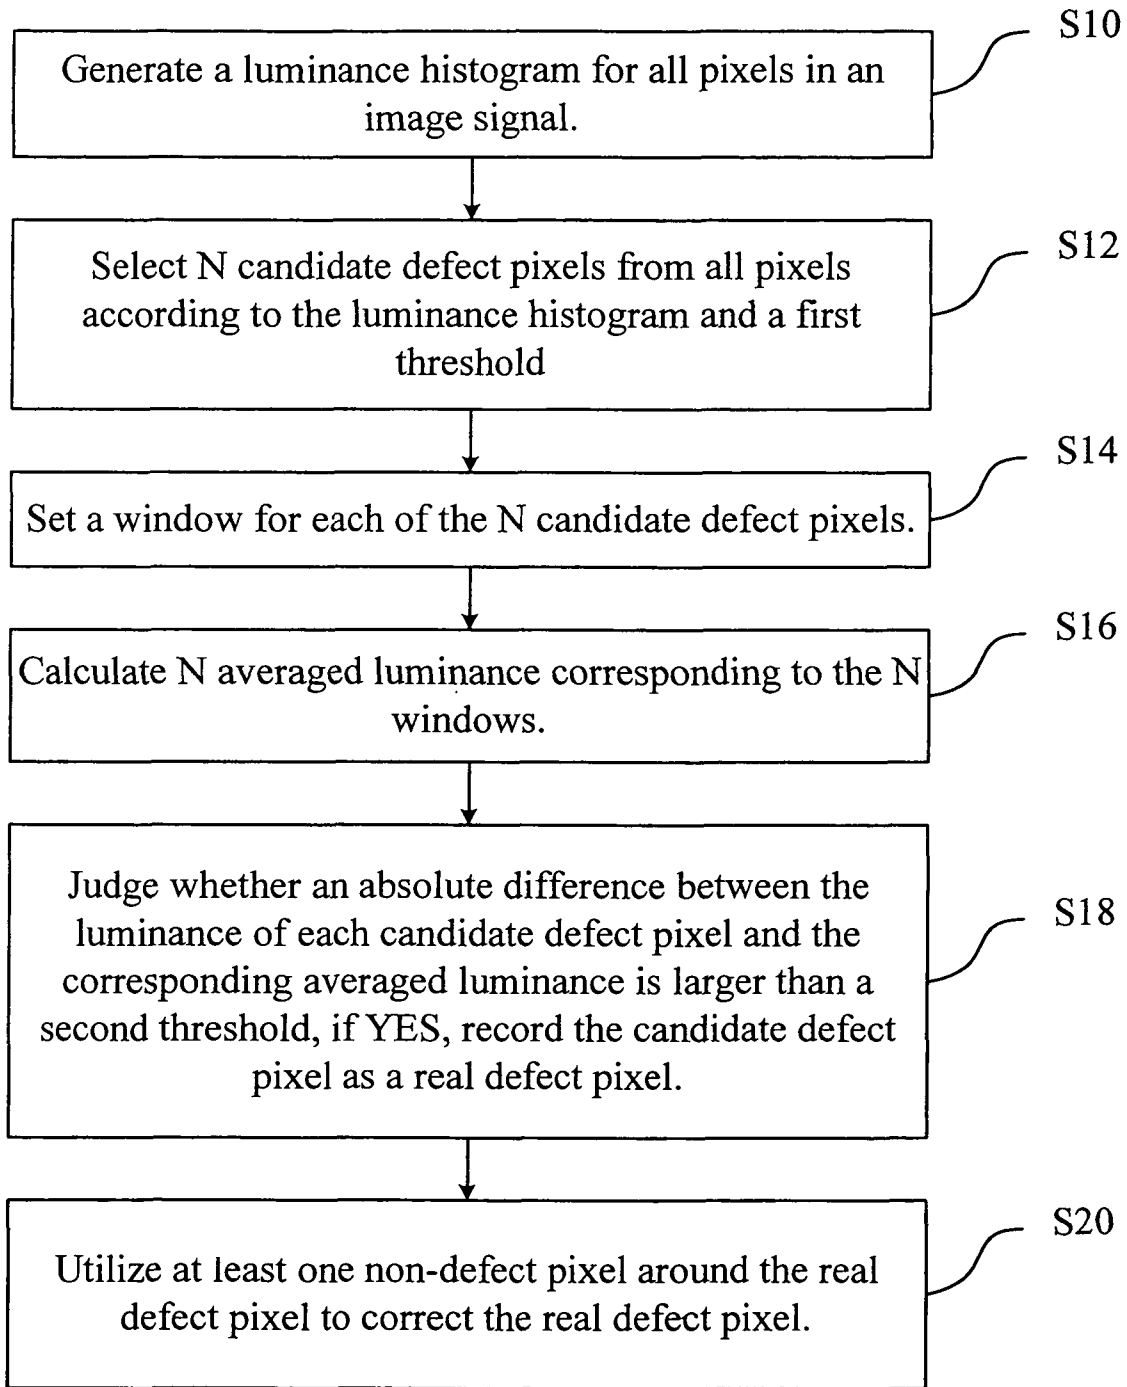 S10
Generate a luminance histogram for all pixels in an
image signal.
S12
Select N candidate defect pixels from all pixels
according to the luminance histogram and a first
threshold
S14
Set a window for each of the N candidate defect pixels.
S16
Calculate N averaged luminance corresponding to the N
windows.
S18
Judge whether an absolute difference between the
luminance of each candidate defect pixel and the
corresponding averaged luminance is larger than a
second threshold, if YES, record the candidate defect
pixel as a real defect pixel.
S20
Utilize at least one non-defect pixel around the real
defect pixel to correct the real defect pixel.